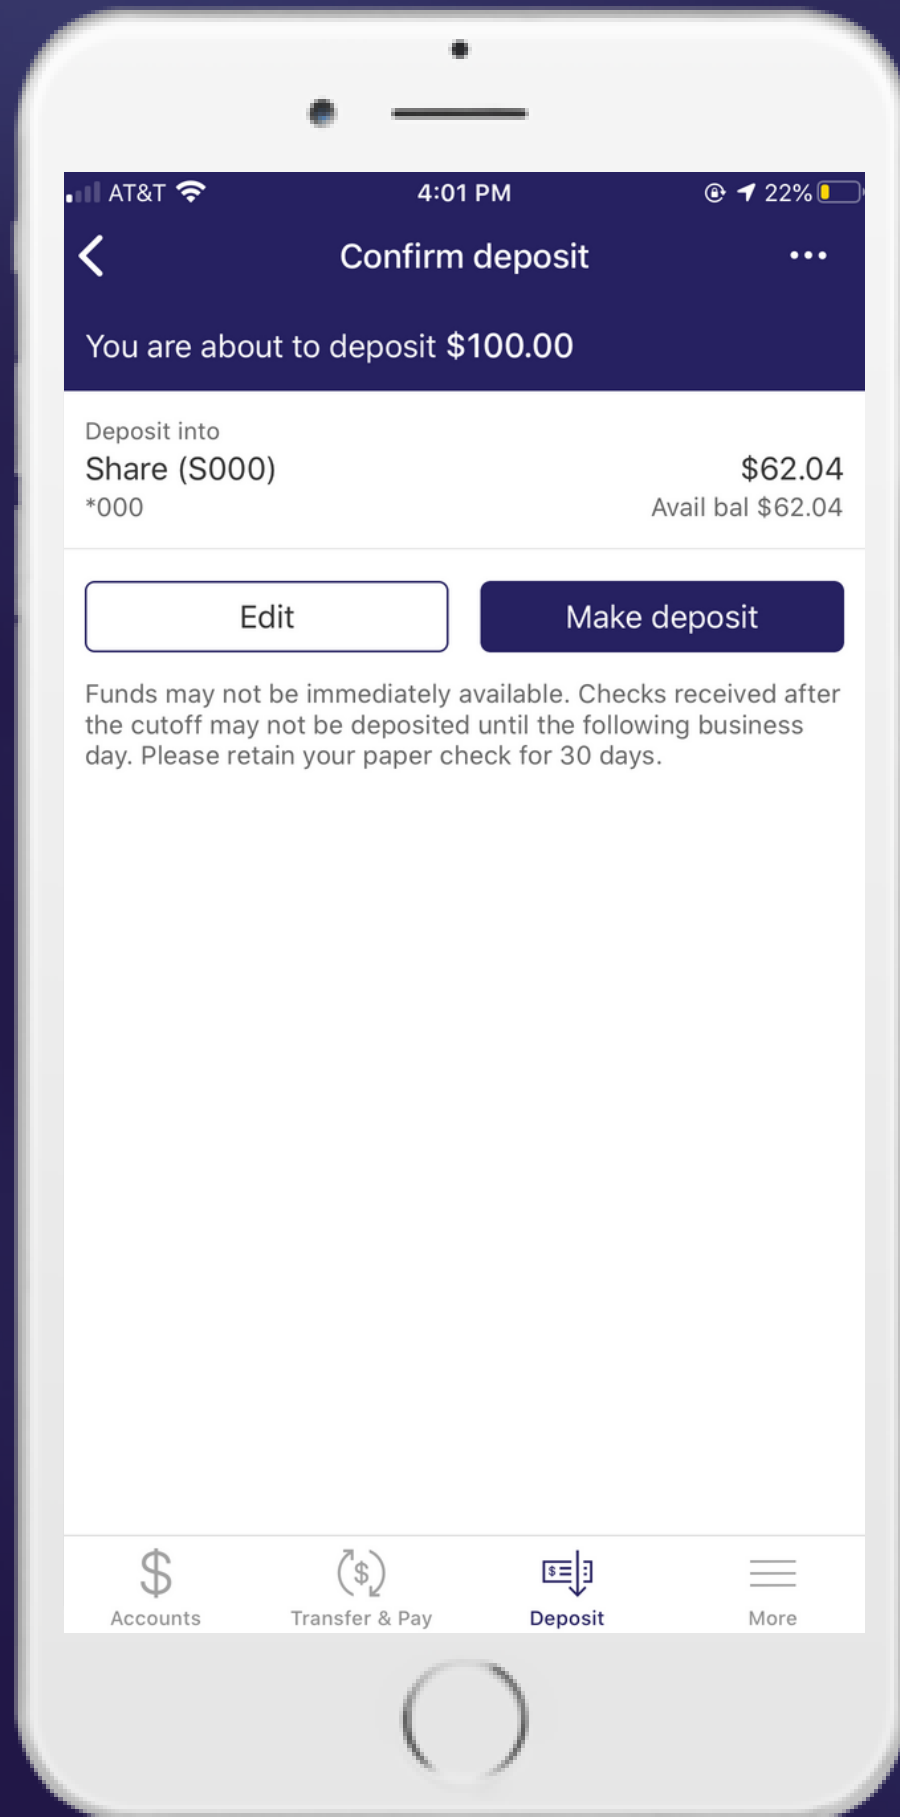 AT&T 4:01 PM 22%
Confirm deposit
You are about to deposit $100.00
Deposit into
Share (S000) $62.04
*000 Avail bal $62.04
Edit Make deposit
Funds may not be immediately available. Checks received after
the cutoff may not be deposited until the following business
day. Please retain your paper check for 30 days.
Accounts Transfer & Pay Deposit More